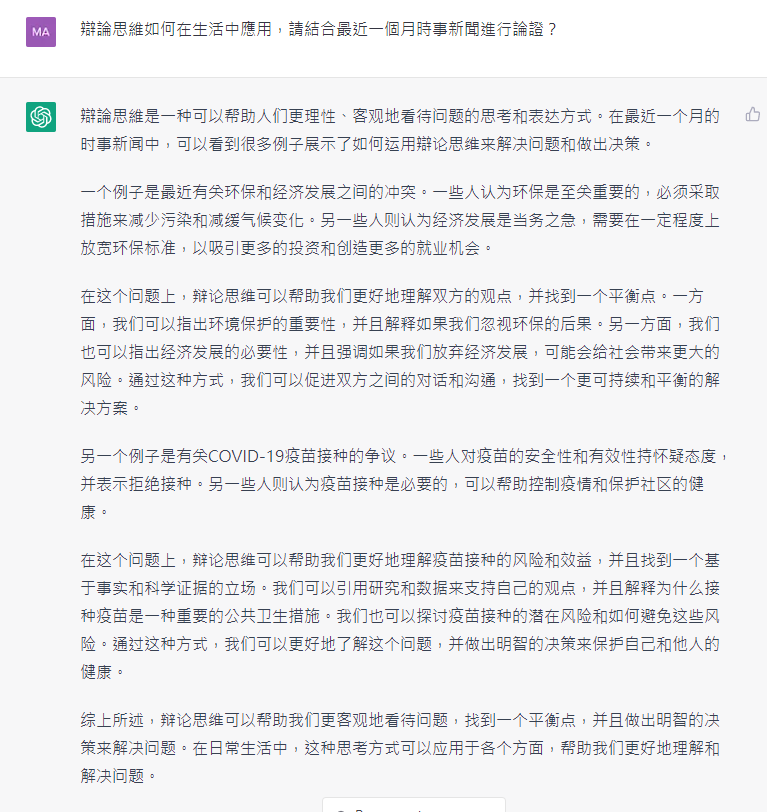 MA
辯論思維如何在生活中應用，請結合最近一個月時事新聞進行論證？
辩论思维是一种可以帮助人们更理性、客观地看待问题的思考和表达方式。在最近一个月的
时事新闻中，可以看到很多例子展示了如何运用辩论思维来解决问题和做出决策。
一个例子是最近有关环保和经济发展之间的冲突。一些人认为环保是至关重要的，必须采取
措施来减少污染和减缓气候变化。另一些人则认为经济发展是当务之急，需要在一定程度上
放宽环保标准，以吸引更多的投资和创造更多的就业机会。
在这个问题上，辩论思维可以帮助我们更好地理解双方的观点，并找到一个平衡点。一方
面，我们可以指出环境保护的重要性，并且解释如果我们忽视环保的后果。另一方面，我们
也可以指出经济发展的必要性，并且强调如果我们放弃经济发展，可能会给社会带来更大的
风险。通过这种方式，我们可以促进双方之间的对话和沟通，找到一个更可持续和平衡的解
决方案。
另一个例子是有关COVID-19疫苗接种的争议。一些人对疫苗的安全性和有效性持怀疑态度，
并表示拒绝接种。另一些人则认为疫苗接种是必要的，可以帮助控制疫情和保护社区的健
康。
在这个问题上，辩论思维可以帮助我们更好地理解疫苗接种的风险和效益，并且找到一个基
于事实和科学证据的立场。我们可以引用研究和数据来支持自己的观点，并且解释为什么接
种疫苗是一种重要的公共卫生措施。我们也可以探讨疫苗接种的潜在风险和如何避免这些风
险。通过这种方式，我们可以更好地了解这个问题，并做出明智的决策来保护自己和他人的
健康。
综上所述，辩论思维可以帮助我们更客观地看待问题，找到一个平衡点，并且做出明智的决
策来解决问题。在日常生活中，这种思考方式可以应用于各个方面，帮助我们更好地理解和
解决问题。